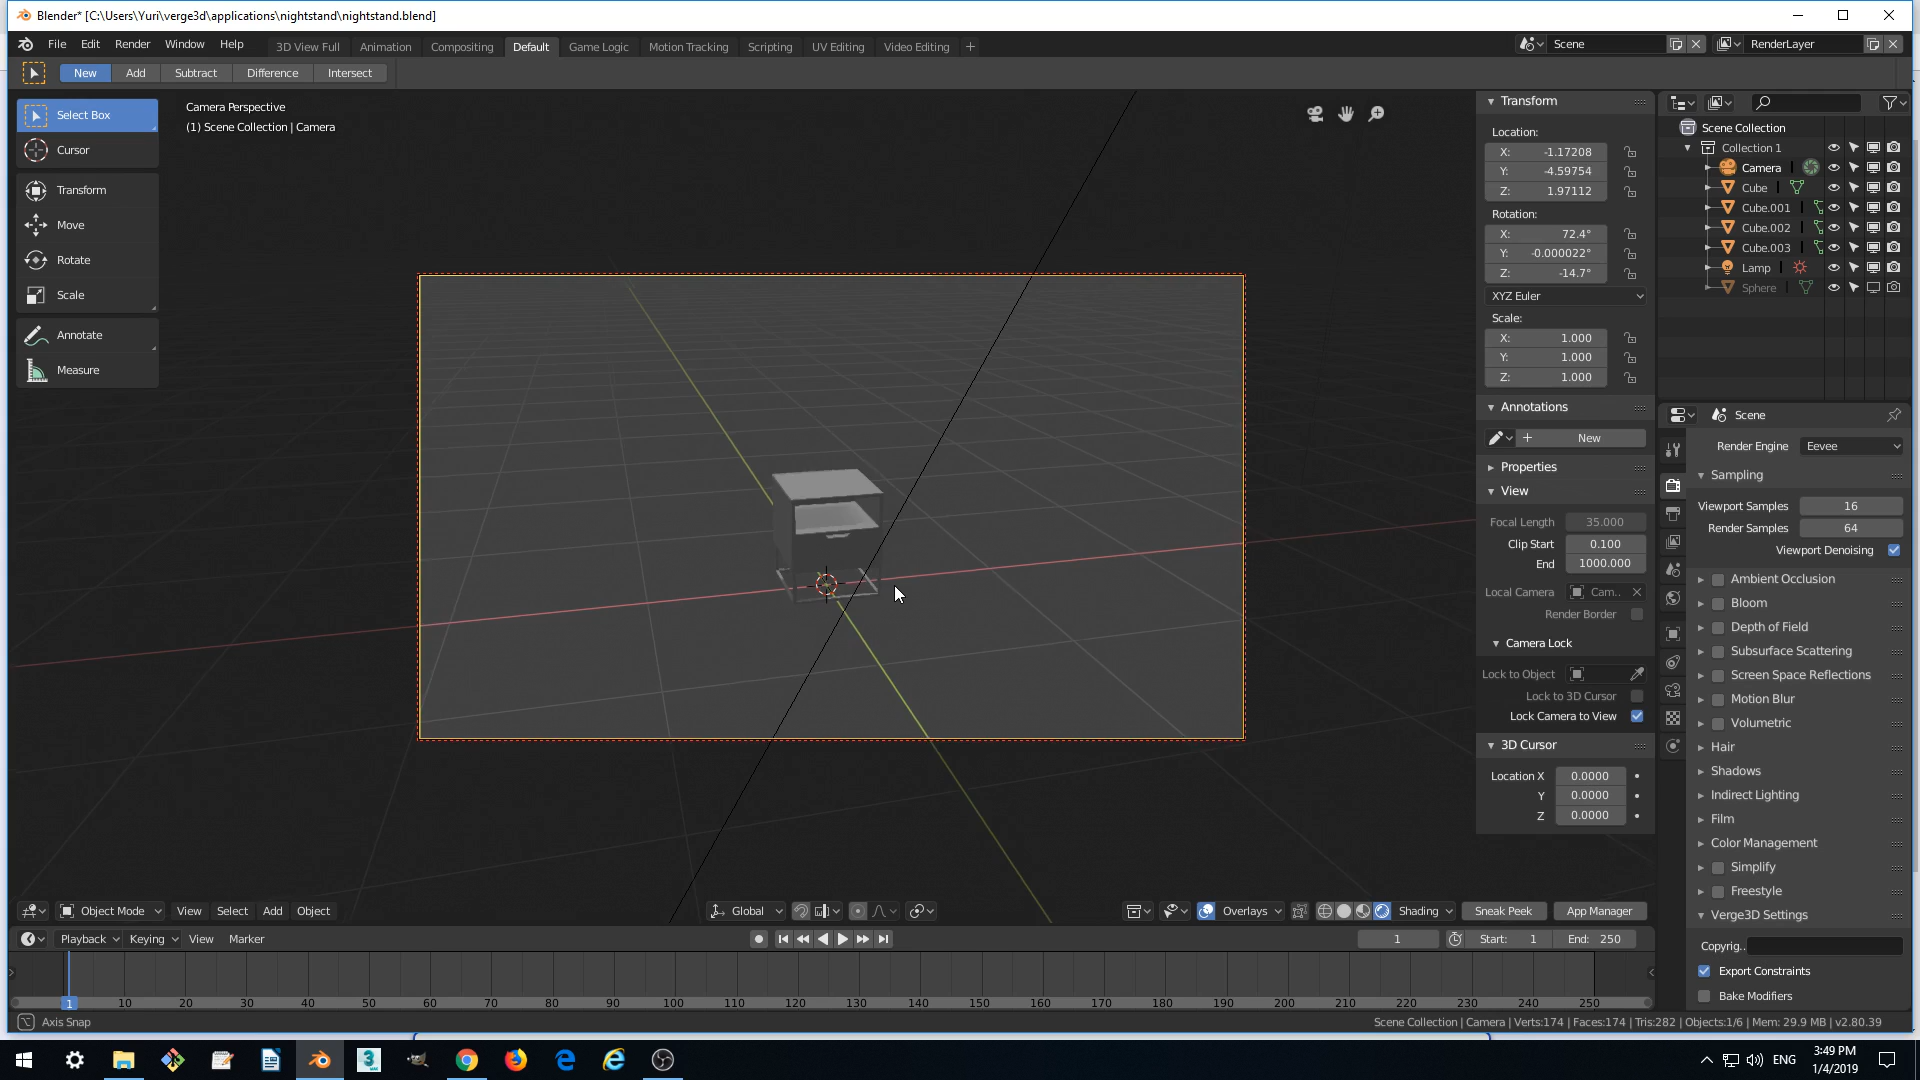 Blender* [C:\Users\Yuri\verge3d\applications\nightstand\nightstand.blend]
File Edit Render Window Help 3D View Full Animation Compositing Default Game Logic Motion Tracking Scripting UV Editing Video Editing + Scene RenderLayer
New Add Subtract Difference Intersect
Select Box
Cursor
Transform
Move
Rotate
Scale
Annotate
Measure
Camera Perspective
(1) Scene Collection | Camera
Transform
Location:
X: -1.17208
Y: -4.59754
Z: 1.97112
Rotation:
X: 72.4°
Y: -0.000022°
Z: -14.7°
XYZ Euler
Scale:
X: 1.000
Y: 1.000
Z: 1.000
Annotations
+ New
Properties
View
Focal Length 35.000
Clip Start 0.100
End 1000.000
Local Camera Cam..
Render Border
Camera Lock
Lock to Object
Lock to 3D Cursor
Lock Camera to View
3D Cursor
Location X 0.0000
Y 0.0000
Z 0.0000
Scene Collection
Collection 1
Camera
Cube
Cube.001
Cube.002
Cube.003
Lamp
Sphere
Scene
Render Engine Eevee
Sampling
Viewport Samples 16
Render Samples 64
Viewport Denoising
Ambient Occlusion
Bloom
Depth of Field
Subsurface Scattering
Screen Space Reflections
Motion Blur
Volumetric
Hair
Shadows
Indirect Lighting
Film
Color Management
Simplify
Freestyle
Verge3D Settings
Copyrig..
Export Constraints
Bake Modifiers
Object Mode View Select Add Object Global Overlays Shading Sneak Peek App Manager
Playback Keying View Marker 1 Start: 1 End: 250
1 10 20 30 40 50 60 70 80 90 100 110 120 130 140 150 160 170 180 190 200 210 220 230 240 250
Axis Snap Scene Collection | Camera | Verts:174 | Faces:174 | Tris:282 | Objects:1/6 | Mem: 29.9 MB | v2.80.39
ENG 3:49 PM
1/4/2019